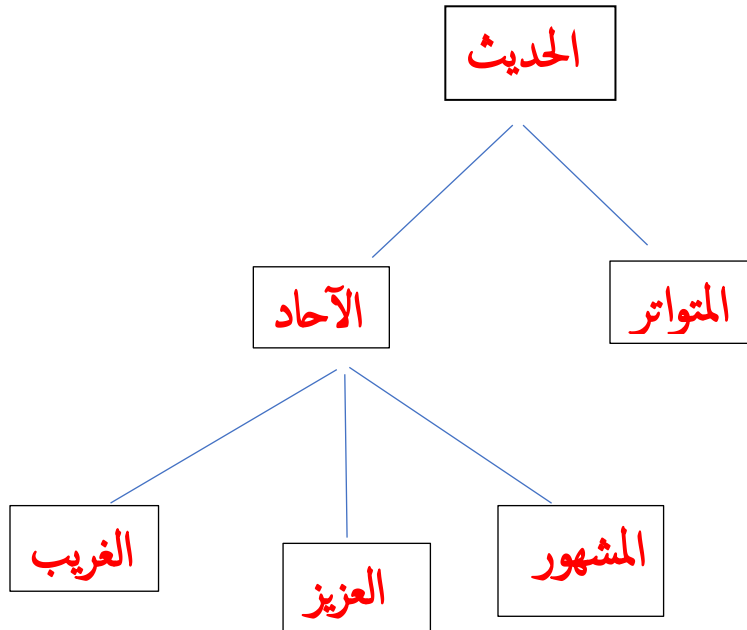 الحديث
المتواتر
الآحاد
المشهور
العزيز
الغريب